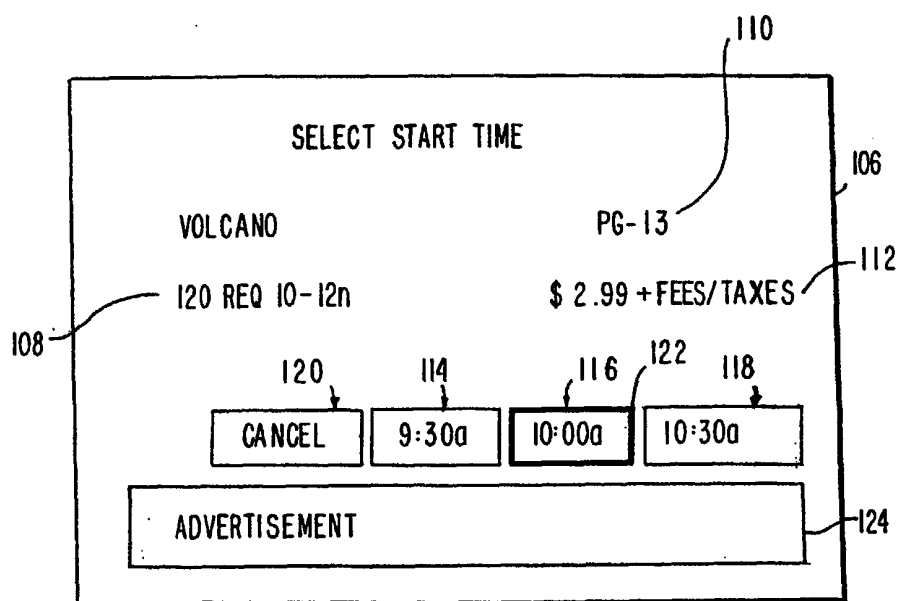 110
SELECT START TIME
106
VOLCANO PG-13
112
120 REQ 10-12n $ 2.99 +FEES/TAXES
108
120 114 116 122 118
CANCEL 9:30a 10:00a 10:30a
ADVERTISEMENT
124